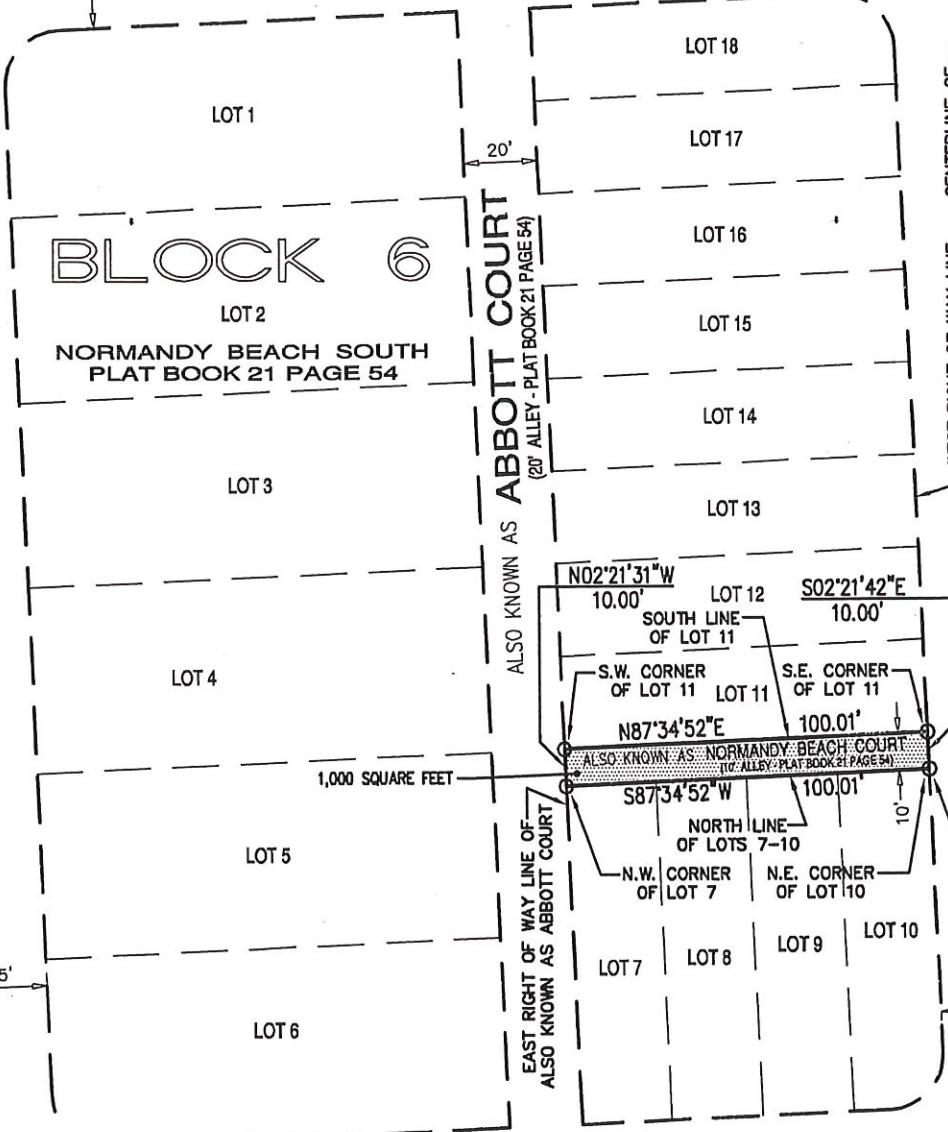 LOT 1
BLOCK 6
LOT 2
NORMANDY BEACH SOUTH
PLAT BOOK 21 PAGE 54
LOT 3
LOT 4
LOT 5
LOT 6
5'
20'
ALSO KNOWN AS ABBOTT COURT
(20' ALLEY - PLAT BOOK 21 PAGE 54)
LOT 18
LOT 17
LOT 16
LOT 15
LOT 14
LOT 13
N02°21'31"W
10.00'
LOT 12
S02°21'42"E
10.00'
SOUTH LINE
OF LOT 11
S.W. CORNER
OF LOT 11
LOT 11
S.E. CORNER
OF LOT 11
N87°34'52"E
100.01'
ALSO KNOWN AS NORMANDY BEACH COURT
(10' ALLEY - PLAT BOOK 21 PAGE 54)
1,000 SQUARE FEET
S87°34'52"W
100.01'
10'
NORTH LINE
OF LOTS 7-10
N.W. CORNER
OF LOT 7
N.E. CORNER
OF LOT 10
EAST RIGHT OF WAY LINE OF
ALSO KNOWN AS ABBOTT COURT
LOT 7
LOT 8
LOT 9
LOT 10